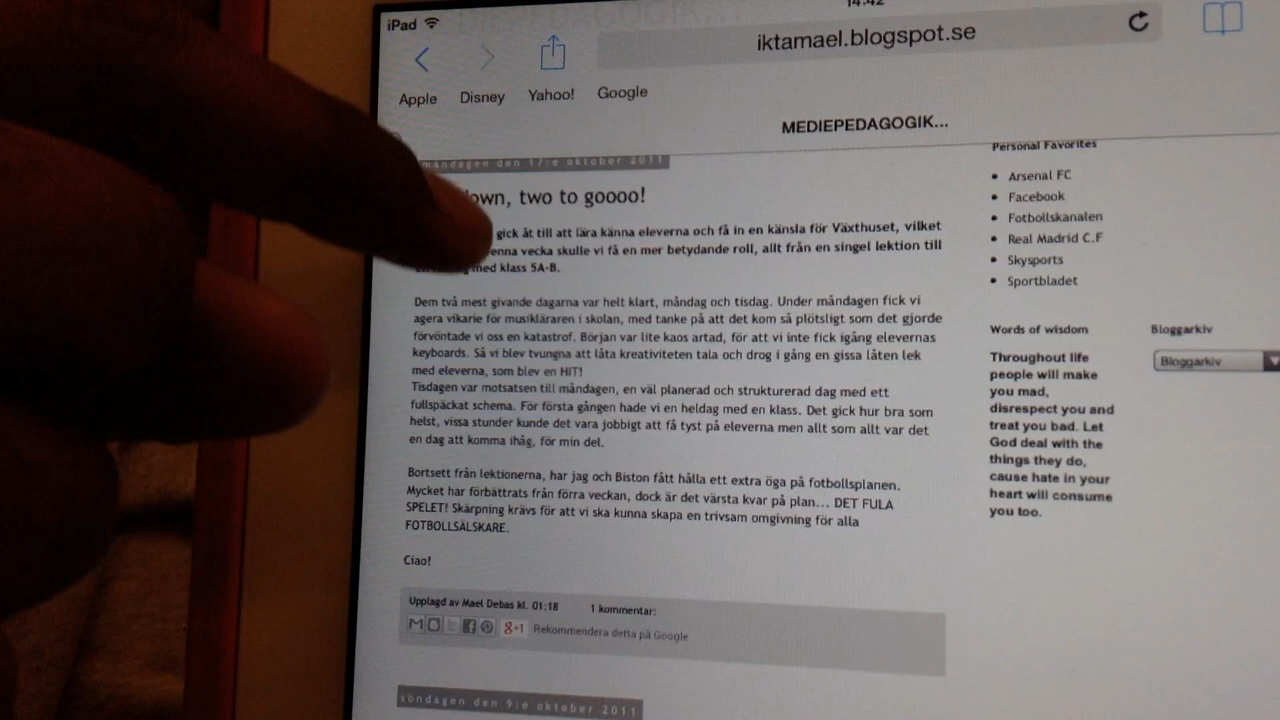 iPad
14:42
iktamael.blogspot.se
Apple Disney Yahoo! Google
MEDIEPEDAGOGIK...
måndagen den 17:e oktober 2011
own, two to goooo!
gick åt till att lära känna eleverna och få in en känsla för Växthuset, vilket
enna vecka skulle vi få en mer betydande roll, allt från en singel lektion till
med klass 5A-B.
Dem två mest givande dagarna var helt klart, måndag och tisdag. Under måndagen fick vi
agera vikarie för musikläraren i skolan, med tanke på att det kom så plötsligt som det gjorde
förvöntade vi oss en katastrof. Början var lite kaos artad, för att vi inte fick igång elevernas
keyboards. Så vi blev tvungna att låta kreativiteten tala och drog i gång en gissa låten lek
med eleverna, som blev en HIT!
Tisdagen var motsatsen till måndagen, en väl planerad och strukturerad dag med ett
fullspäckat schema. För första gången hade vi en heldag med en klass. Det gick hur bra som
helst, vissa stunder kunde det vara jobbigt att få tyst på eleverna men allt som allt var det
en dag att komma ihåg, för min del.
Bortsett från lektionerna, har jag och Biston fått hålla ett extra öga på fotbollsplanen.
Mycket har förbättrats från förra veckan, dock är det värsta kvar på plan... DET FULA
SPELET! Skärpning krävs för att vi ska kunna skapa en trivsam omgivning för alla
FOTBOLLSÄLSKARE.
Ciao!
Upplagd av Mael Debas kl. 01:18 1 kommentar:
g+1 Rekommendera detta på Google
söndagen den 9:e oktober 2011
Personal Favorites
Arsenal FC
Facebook
Fotbollskanalen
Real Madrid C.F
Skysports
Sportbladet
Words of wisdom
Throughout life
people will make
you mad,
disrespect you and
treat you bad. Let
God deal with the
things they do,
cause hate in your
heart will consume
you too.
Bloggarkiv
Bloggarkiv